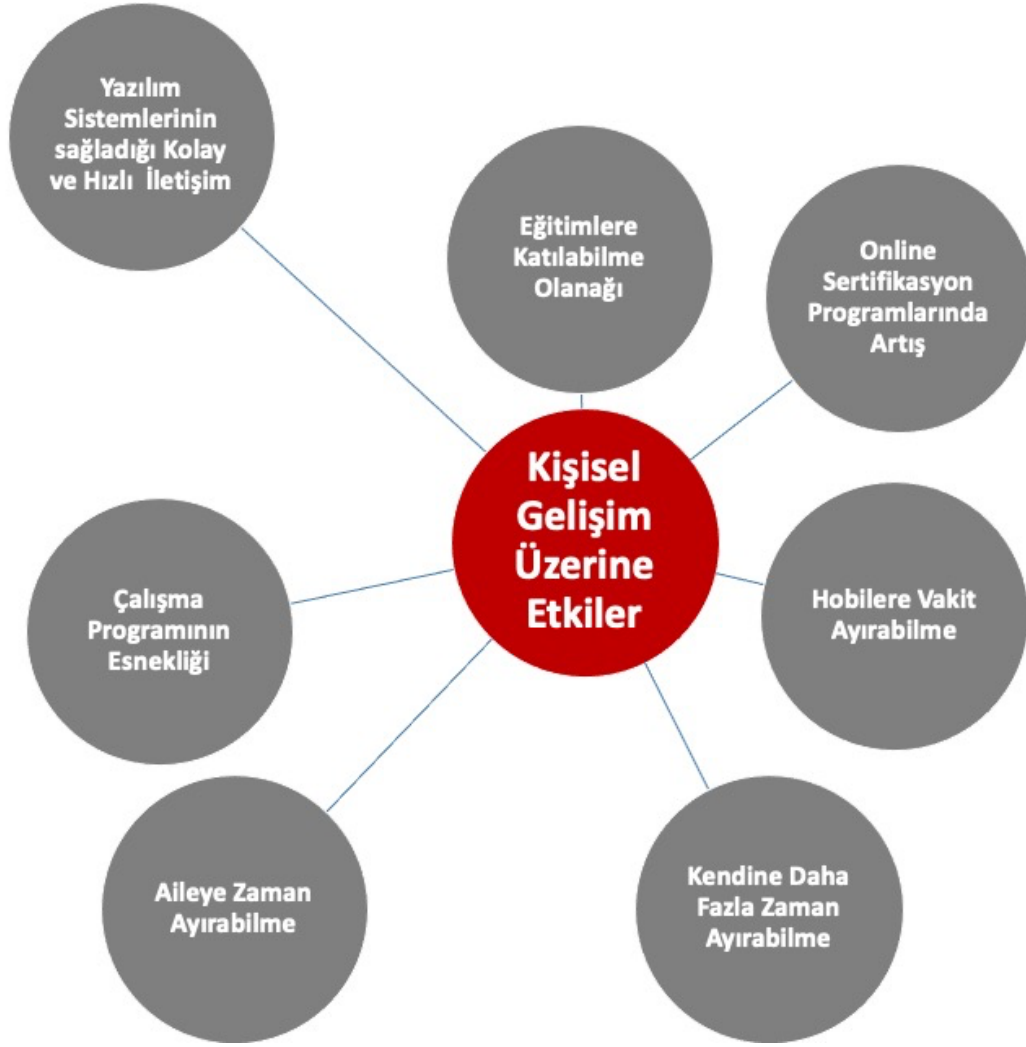 Yazılım
Sistemlerinin
sağladığı Kolay
ve Hızlı İletişim
Eğitimlere
Katılabilme
Olanağı
Online
Sertifikasyon
Programlarında
Artış
Kişisel
Gelişim
Üzerine
Etkiler
Çalışma
Programının
Esnekliği
Hobilere Vakit
Ayırabilme
Aileye Zaman
Ayırabilme
Kendine Daha
Fazla Zaman
Ayırabilme